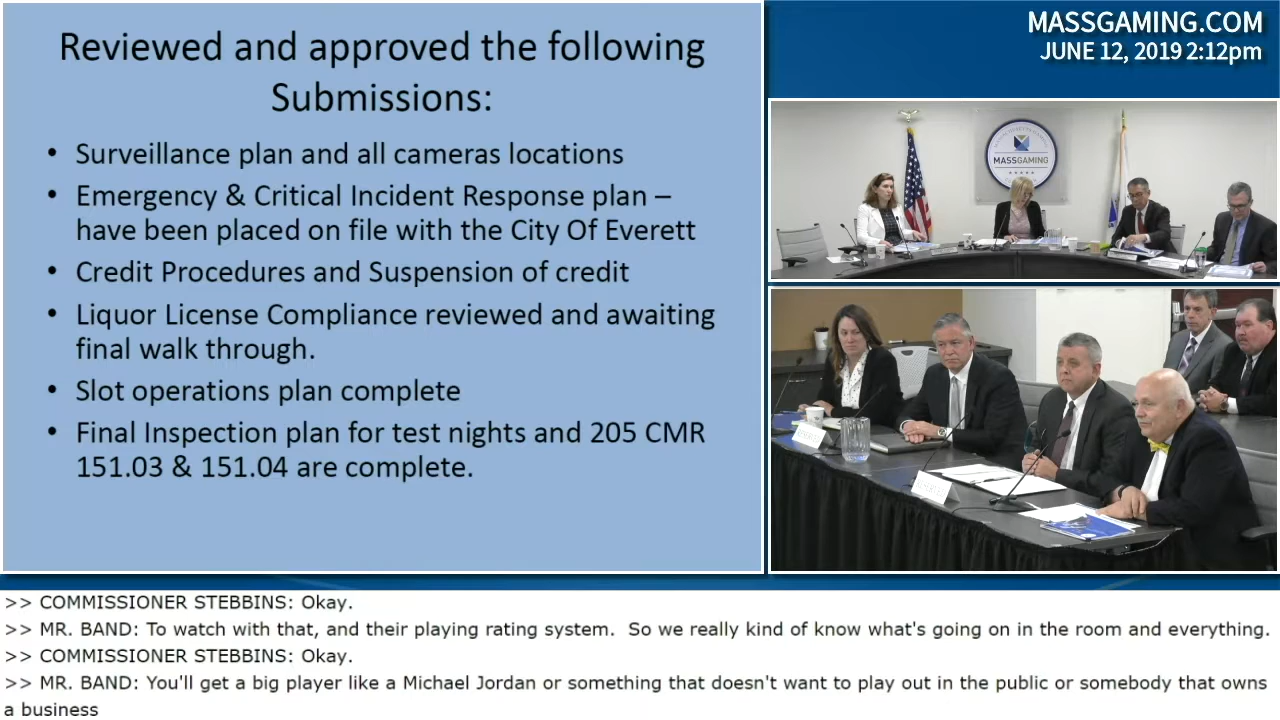 Reviewed and approved the following
Submissions:
• Surveillance plan and all cameras locations
• Emergency & Critical Incident Response plan –
have been placed on file with the City Of Everett
• Credit Procedures and Suspension of credit
• Liquor License Compliance reviewed and awaiting
final walk through.
• Slot operations plan complete
• Final Inspection plan for test nights and 205 CMR
151.03 & 151.04 are complete.
MASSGAMING.COM
JUNE 12, 2019 2:12pm
MASSGAMING
>> COMMISSIONER STEBBINS: Okay.
>> MR. BAND: To watch with that, and their playing rating system.  So we really kind of know what's going on in the room and everything.
>> COMMISSIONER STEBBINS: Okay.
>> MR. BAND: You'll get a big player like a Michael Jordan or something that doesn't want to play out in the public or somebody that owns
a business